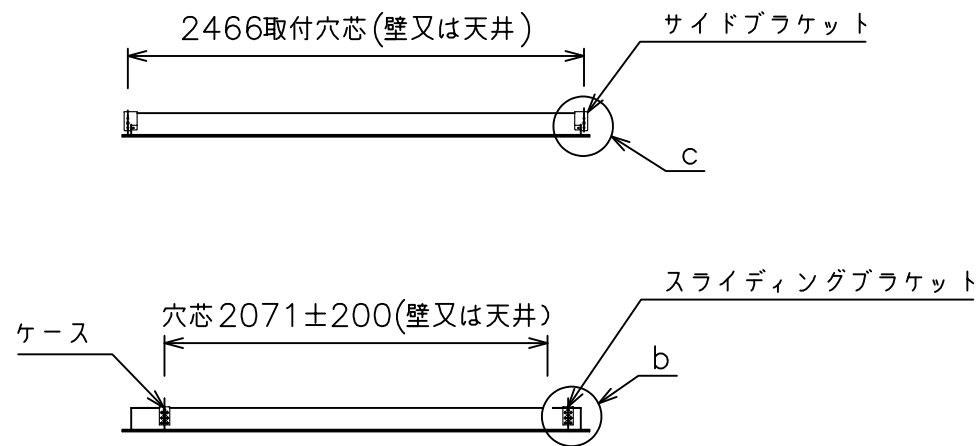 2466取付穴芯(壁又は天井)
サイドブラケット
c
スライディングブラケット
穴芯2071±200(壁又は天井)
ケース
b